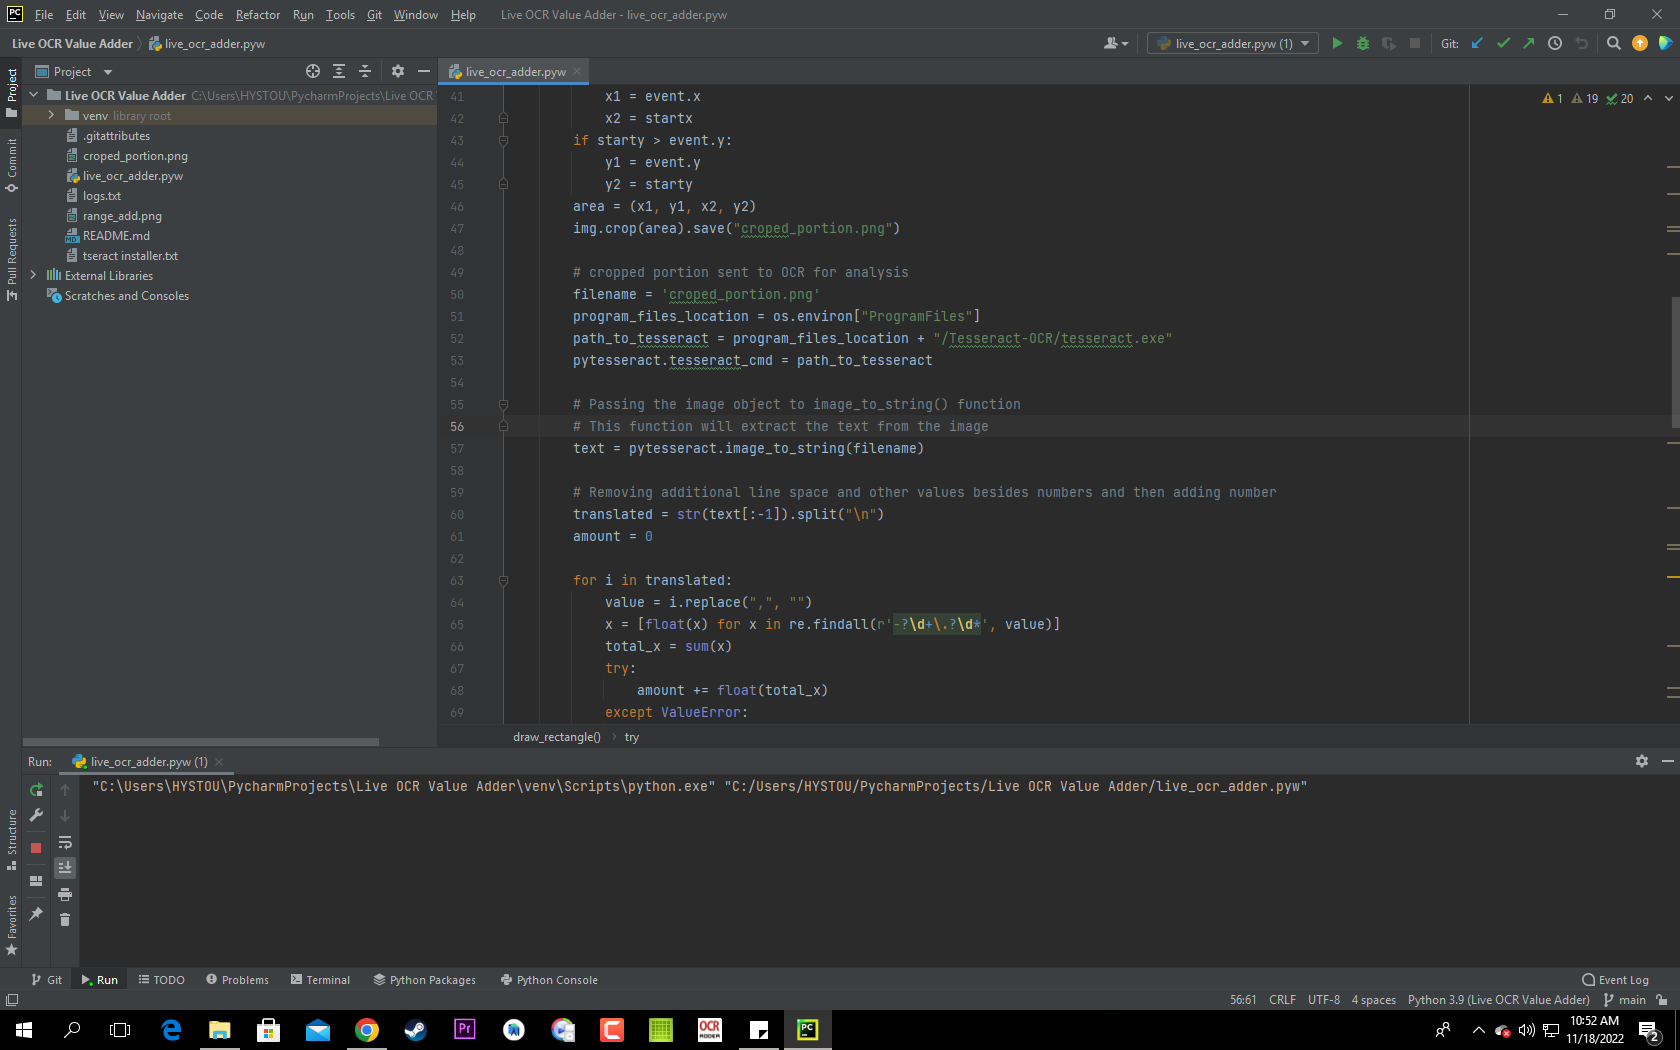 PC File Edit View Navigate Code Refactor Run Tools Git Window Help Live OCR Value Adder - live_ocr_adder.pyw
Live OCR Value Adder live_ocr_adder.pyw live_ocr_adder.pyw (1) Git:
Project Project live_ocr_adder.pyw
Live OCR Value Adder C:\Users\HYSTOU\PycharmProjects\Live OCR
venv library root
.gitattributes
croped_portion.png
live_ocr_adder.pyw
logs.txt
range_add.png
README.md
tseract installer.txt
External Libraries
Scratches and Consoles
Commit
Pull Requests
1 19 20
41 x1 = event.x
42 x2 = startx
43 if starty > event.y:
44 y1 = event.y
45 y2 = starty
46 area = (x1, y1, x2, y2)
47 img.crop(area).save("croped_portion.png")
48
49 # cropped portion sent to OCR for analysis
50 filename = 'croped_portion.png'
51 program_files_location = os.environ["ProgramFiles"]
52 path_to_tesseract = program_files_location + "/Tesseract-OCR/tesseract.exe"
53 pytesseract.tesseract_cmd = path_to_tesseract
54
55 # Passing the image object to image_to_string() function
56 # This function will extract the text from the image
57 text = pytesseract.image_to_string(filename)
58
59 # Removing additional line space and other values besides numbers and then adding number
60 translated = str(text[:-1]).split("\n")
61 amount = 0
62
63 for i in translated:
64 value = i.replace(",", "")
65 x = [float(x) for x in re.findall(r'-?\d+\.?\d*', value)]
66 total_x = sum(x)
67 try:
68 amount += float(total_x)
69 except ValueError:
draw_rectangle() try
Run: live_ocr_adder.pyw (1)
"C:\Users\HYSTOU\PycharmProjects\Live OCR Value Adder\venv\Scripts\python.exe" "C:/Users/HYSTOU/PycharmProjects/Live OCR Value Adder/live_ocr_adder.pyw"
Structure
Favorites
Git Run TODO Problems Terminal Python Packages Python Console Event Log
56:61 CRLF UTF-8 4 spaces Python 3.9 (Live OCR Value Adder) main
Pr OCR ADDER PC 10:52 AM
11/18/2022 2